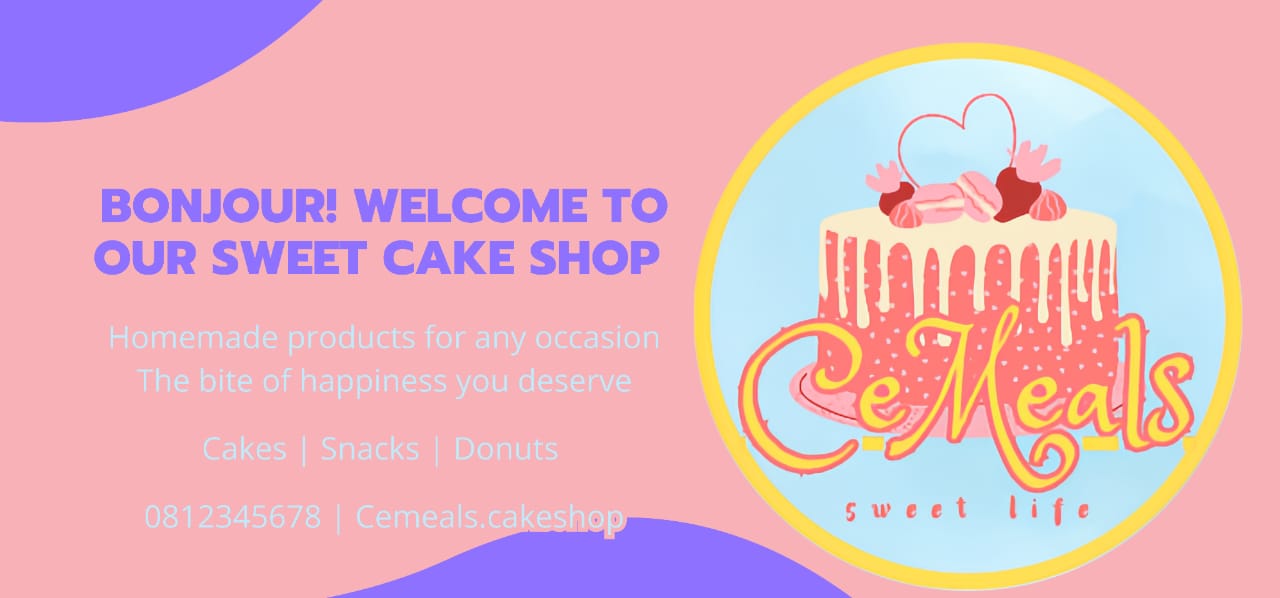 BONJOUR! WELCOME TO
OUR SWEET CAKE SHOP
Homemade products for any occasion
The bite of happiness you deserve
Cakes | Snacks | Donuts
0812345678 | Cemeals.cakeshop
CeMeals
sweet life